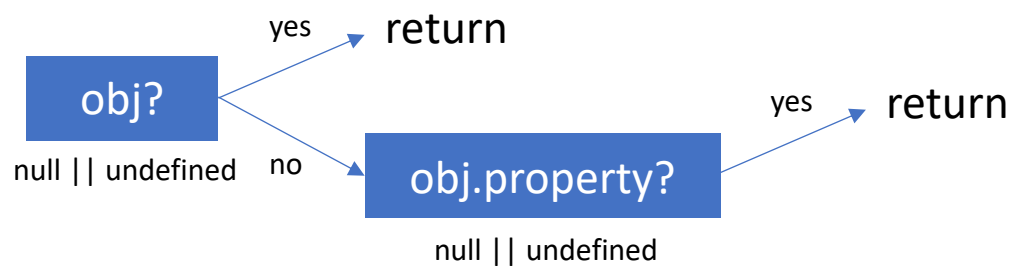 yes
return
obj?
null || undefined
no
yes
return
obj.property?
null || undefined